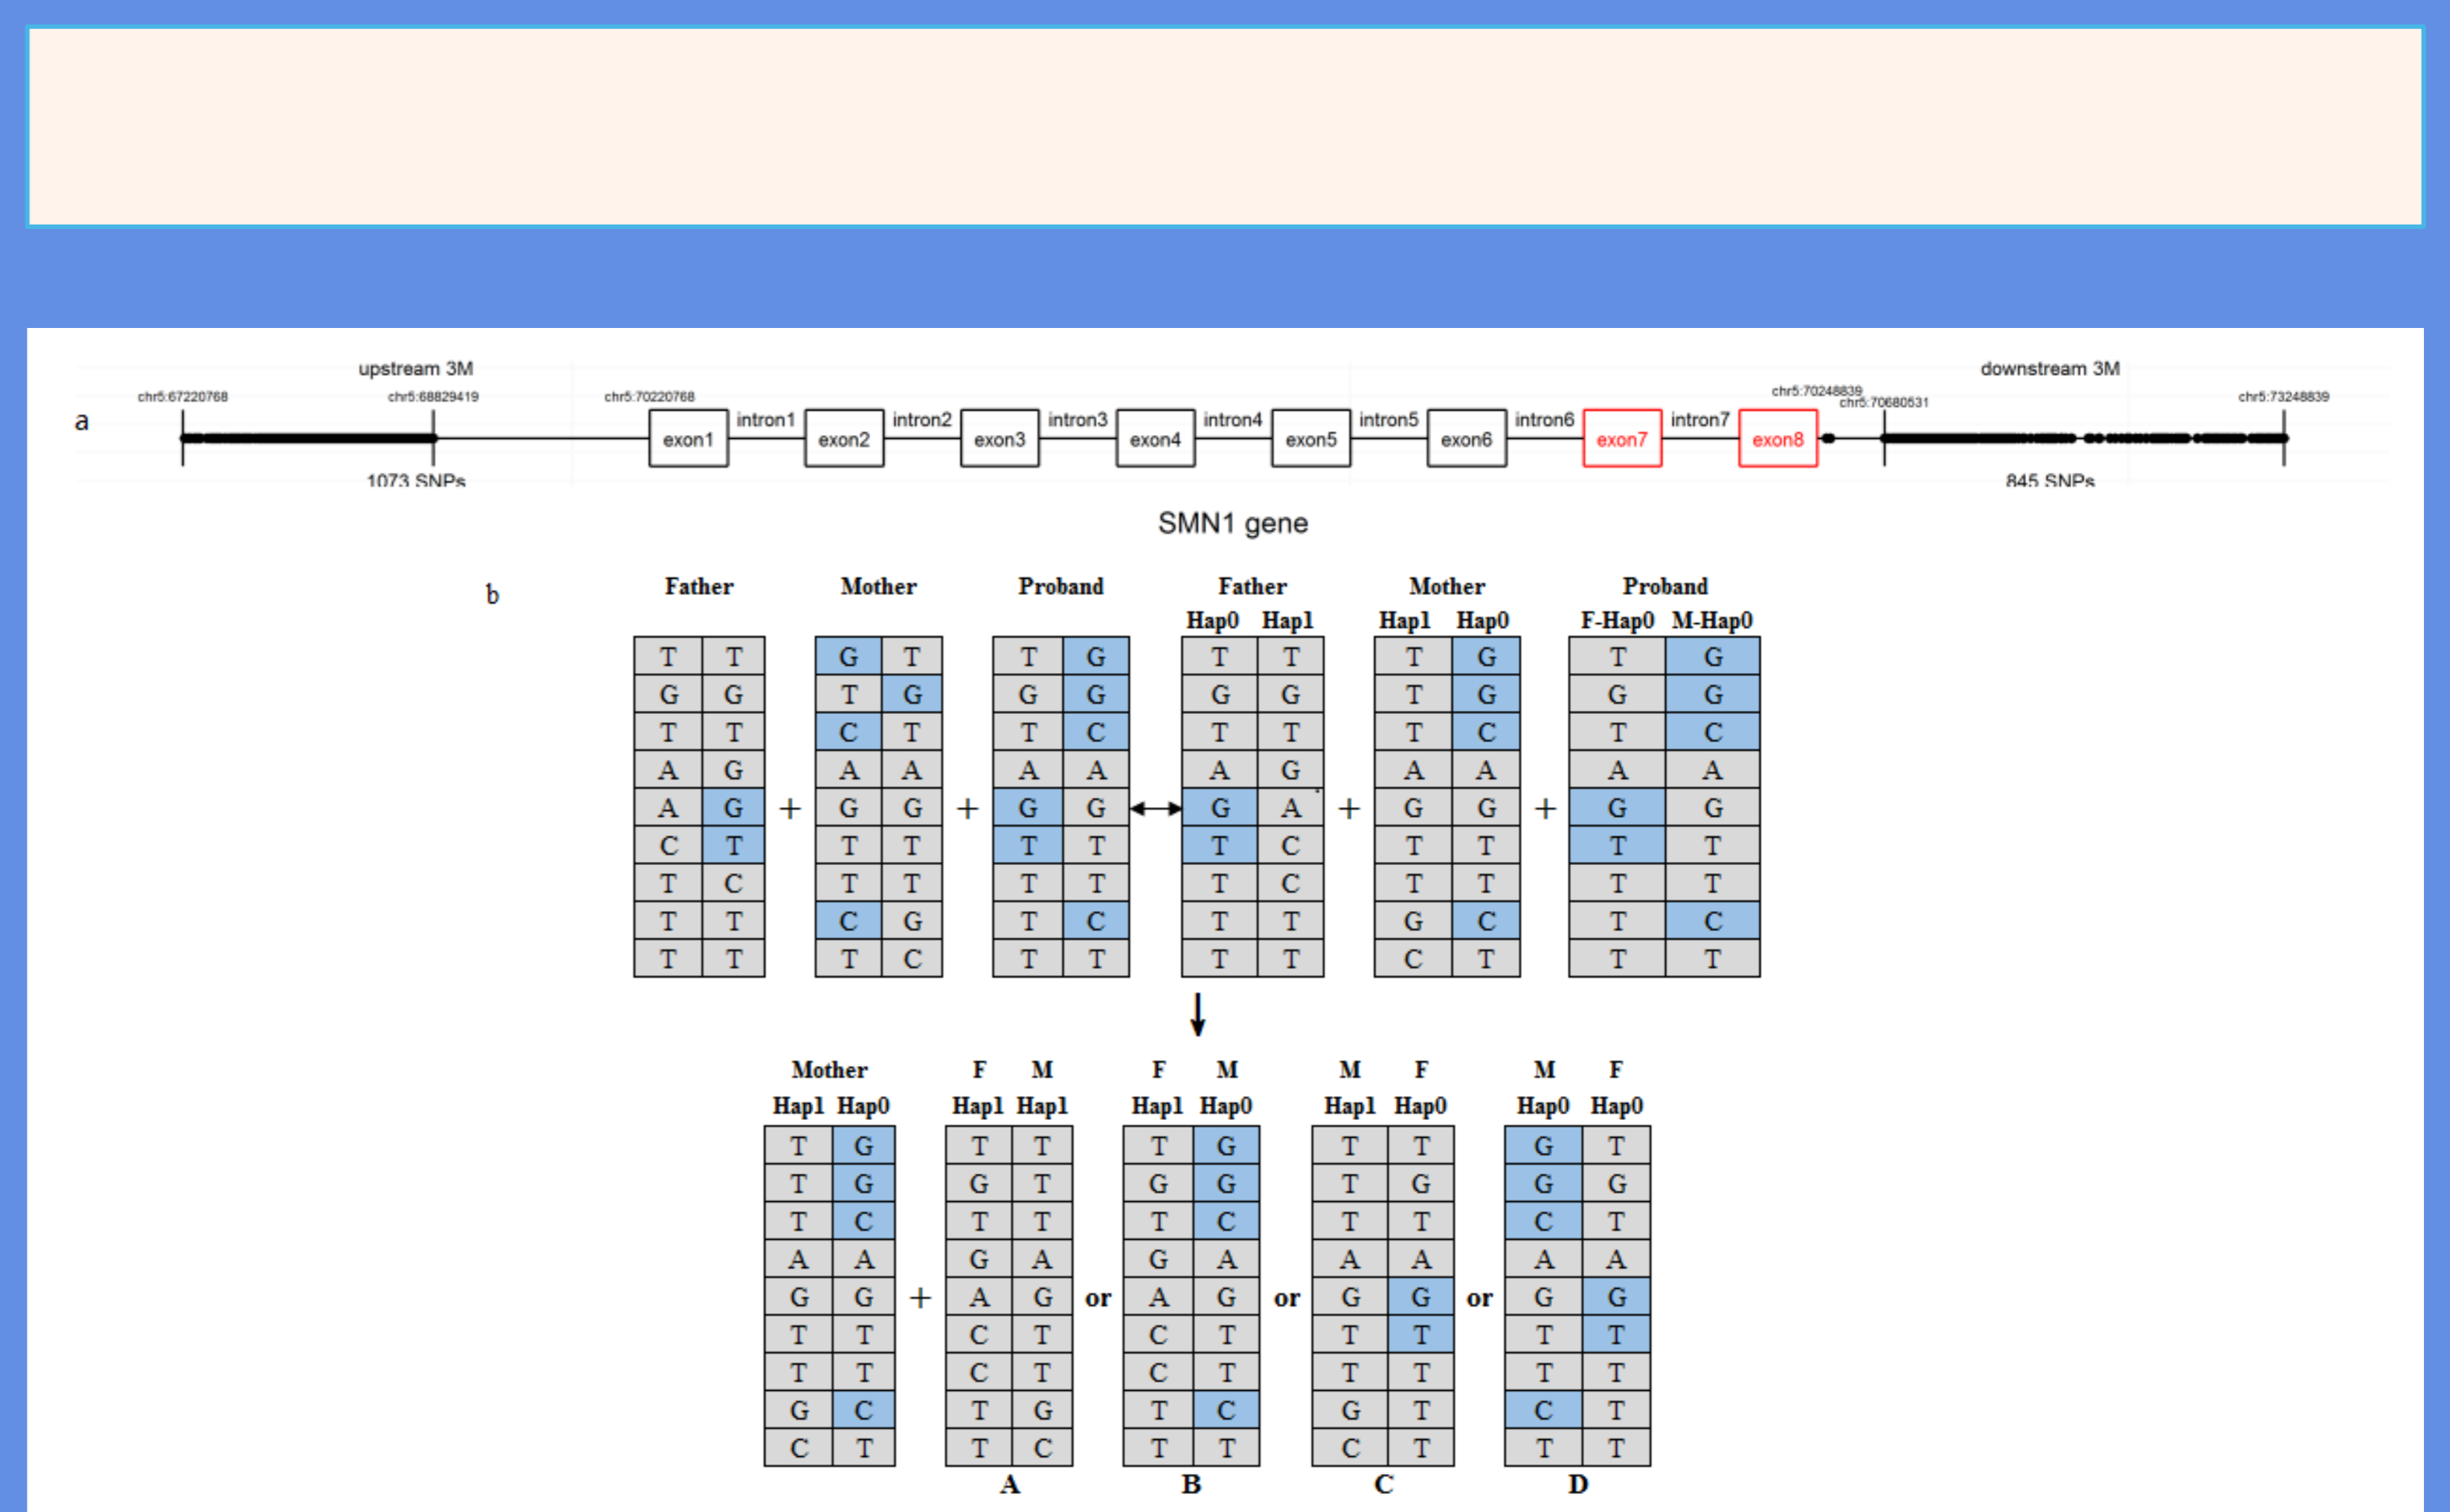 upstream 3M downstream 3M
chr5:67220768 chr5:68829419 chr5:70220768 chr5:70248839 chr5:70680531 chr5:73248839
a
exon1 intron1 exon2 intron2 exon3 intron3 exon4 intron4 exon5 intron5 exon6 intron6 exon7 intron7 exon8
1073 SNPs 845 SNPs
SMN1 gene
b
Father Mother Proband Father Mother Proband
Hap0 Hap1 Hap1 Hap0 F-Hap0 M-Hap0
T T G T T G T T T G T G
G G T G G G G G T G G G
T T C T T C T T T C T C
A G A A A A A G A A A A
A G + G G + G G G A + G G + G G
C T T T T T T C T T T T
T C T T T T T C T T T T
T T C G T C T T G C T C
T T T C T T T T C T T T
Mother F M F M M F M F
Hap1 Hap0 Hap1 Hap1 Hap1 Hap0 Hap1 Hap0 Hap0 Hap0
T G T T T G T T G T
T G G T G G T G G G
T C T T T C T T C T
A A G A G A A A A A
G G + A G or A G or G G or G G
T T C T C T T T T T
T T C T C T T T T T
G C T G T C G T C T
C T T C T T C T T T
A B C D